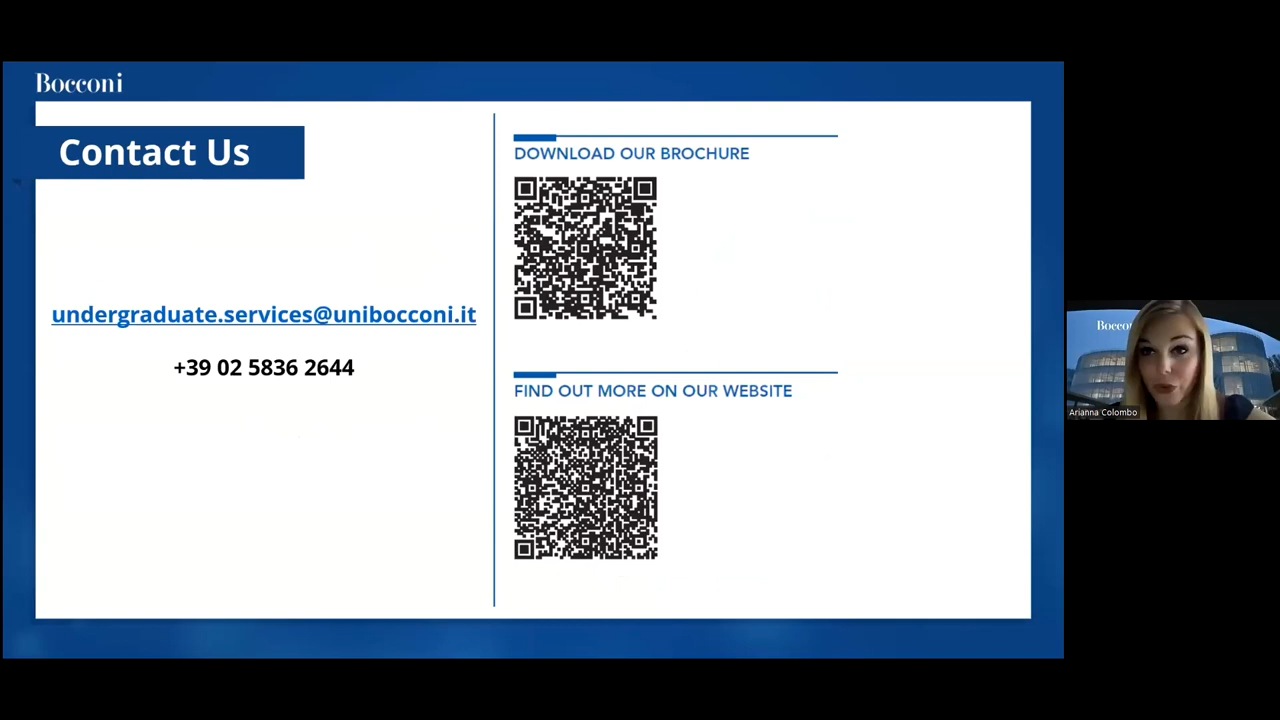 Bocconi
Contact Us
undergraduate.services@unibocconi.it
+39 02 5836 2644
DOWNLOAD OUR BROCHURE
FIND OUT MORE ON OUR WEBSITE
Bocco
Arianna Colombo